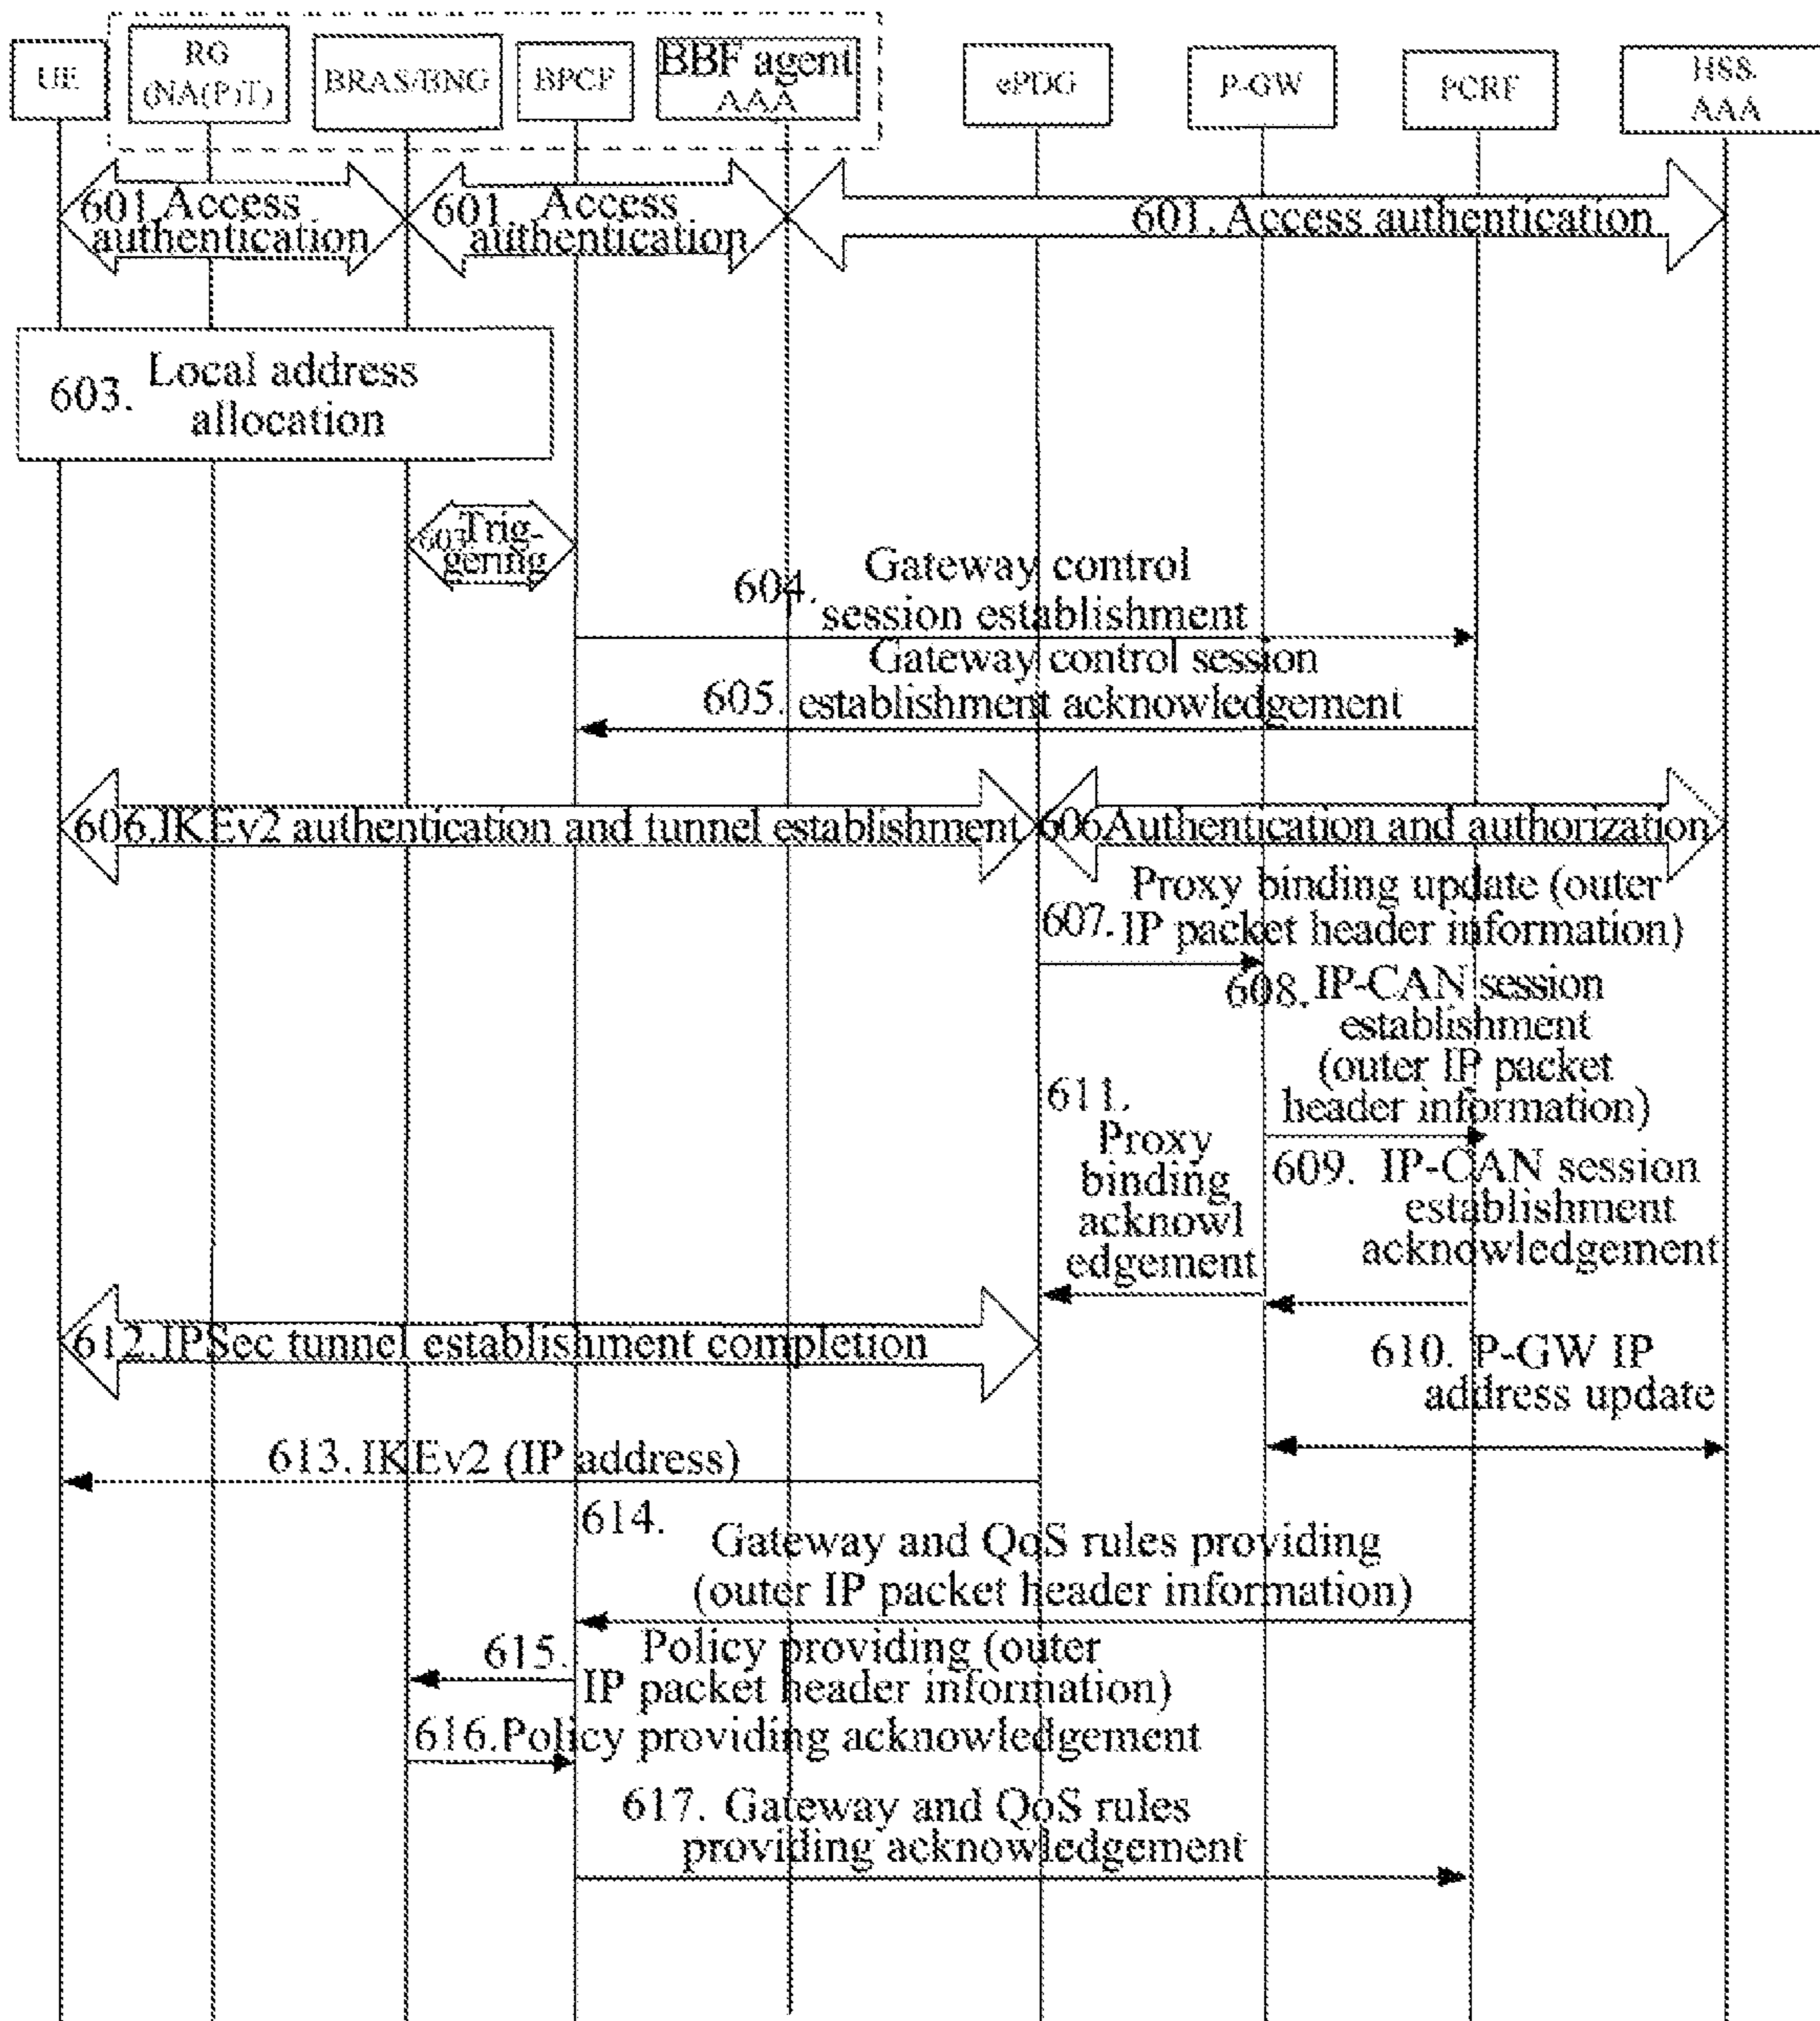 UE
RG
(NA(P)T)
BRAS/BNG
BPCF
BBF agent
AAA
ePDG
P-GW
PCRF
HSS
AAA
601. Access
authentication
601. Access
authentication
601. Access authentication
603. Local address
allocation
603 Trig-
gering
604. Gateway control
session establishment
Gateway control session
605. establishment acknowledgement
606.IKEv2 authentication and tunnel establishment
606Authentication and authorization
Proxy binding update (outer
607. IP packet header information)
608. IP-CAN session
establishment
(outer IP packet
header information)
611.
Proxy
binding
acknowl
edgement
609. IP-CAN session
establishment
acknowledgement
612.IPSec tunnel establishment completion
610. P-GW IP
address update
613. IKEv2 (IP address)
614.
Gateway and QoS rules providing
(outer IP packet header information)
615. Policy providing (outer
IP packet header information)
616.Policy providing acknowledgement
617. Gateway and QoS rules
providing acknowledgement